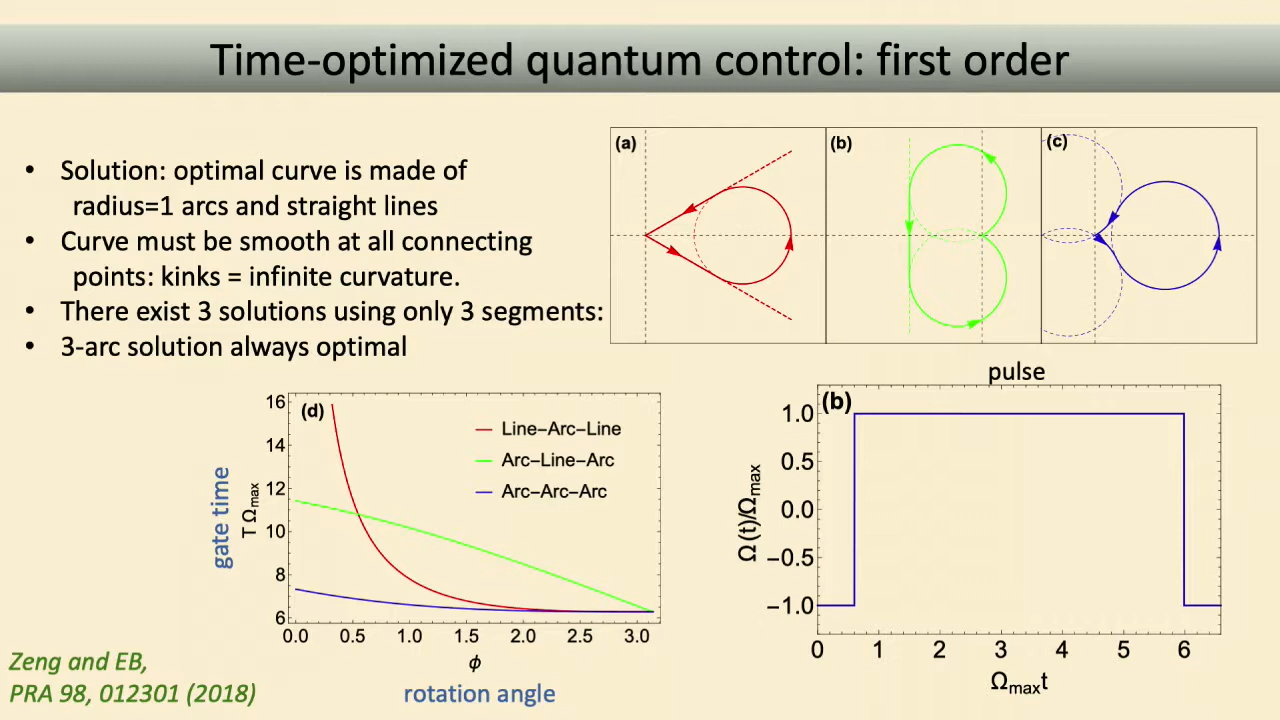 Time-optimized quantum control: first order
• Solution: optimal curve is made of
radius=1 arcs and straight lines
• Curve must be smooth at all connecting
points: kinks = infinite curvature.
• There exist 3 solutions using only 3 segments:
• 3-arc solution always optimal
(a)
(b)
(c)
(d)
16
14
12
10
8
6
gate time
T Ωmax
Line−Arc−Line
Arc−Line−Arc
Arc−Arc−Arc
0.0 0.5 1.0 1.5 2.0 2.5 3.0
ϕ
rotation angle
pulse
(b)
1.0
0.5
0.0
−0.5
−1.0
Ω(t)/Ωmax
0 1 2 3 4 5 6
Ωmaxt
Zeng and EB,
PRA 98, 012301 (2018)